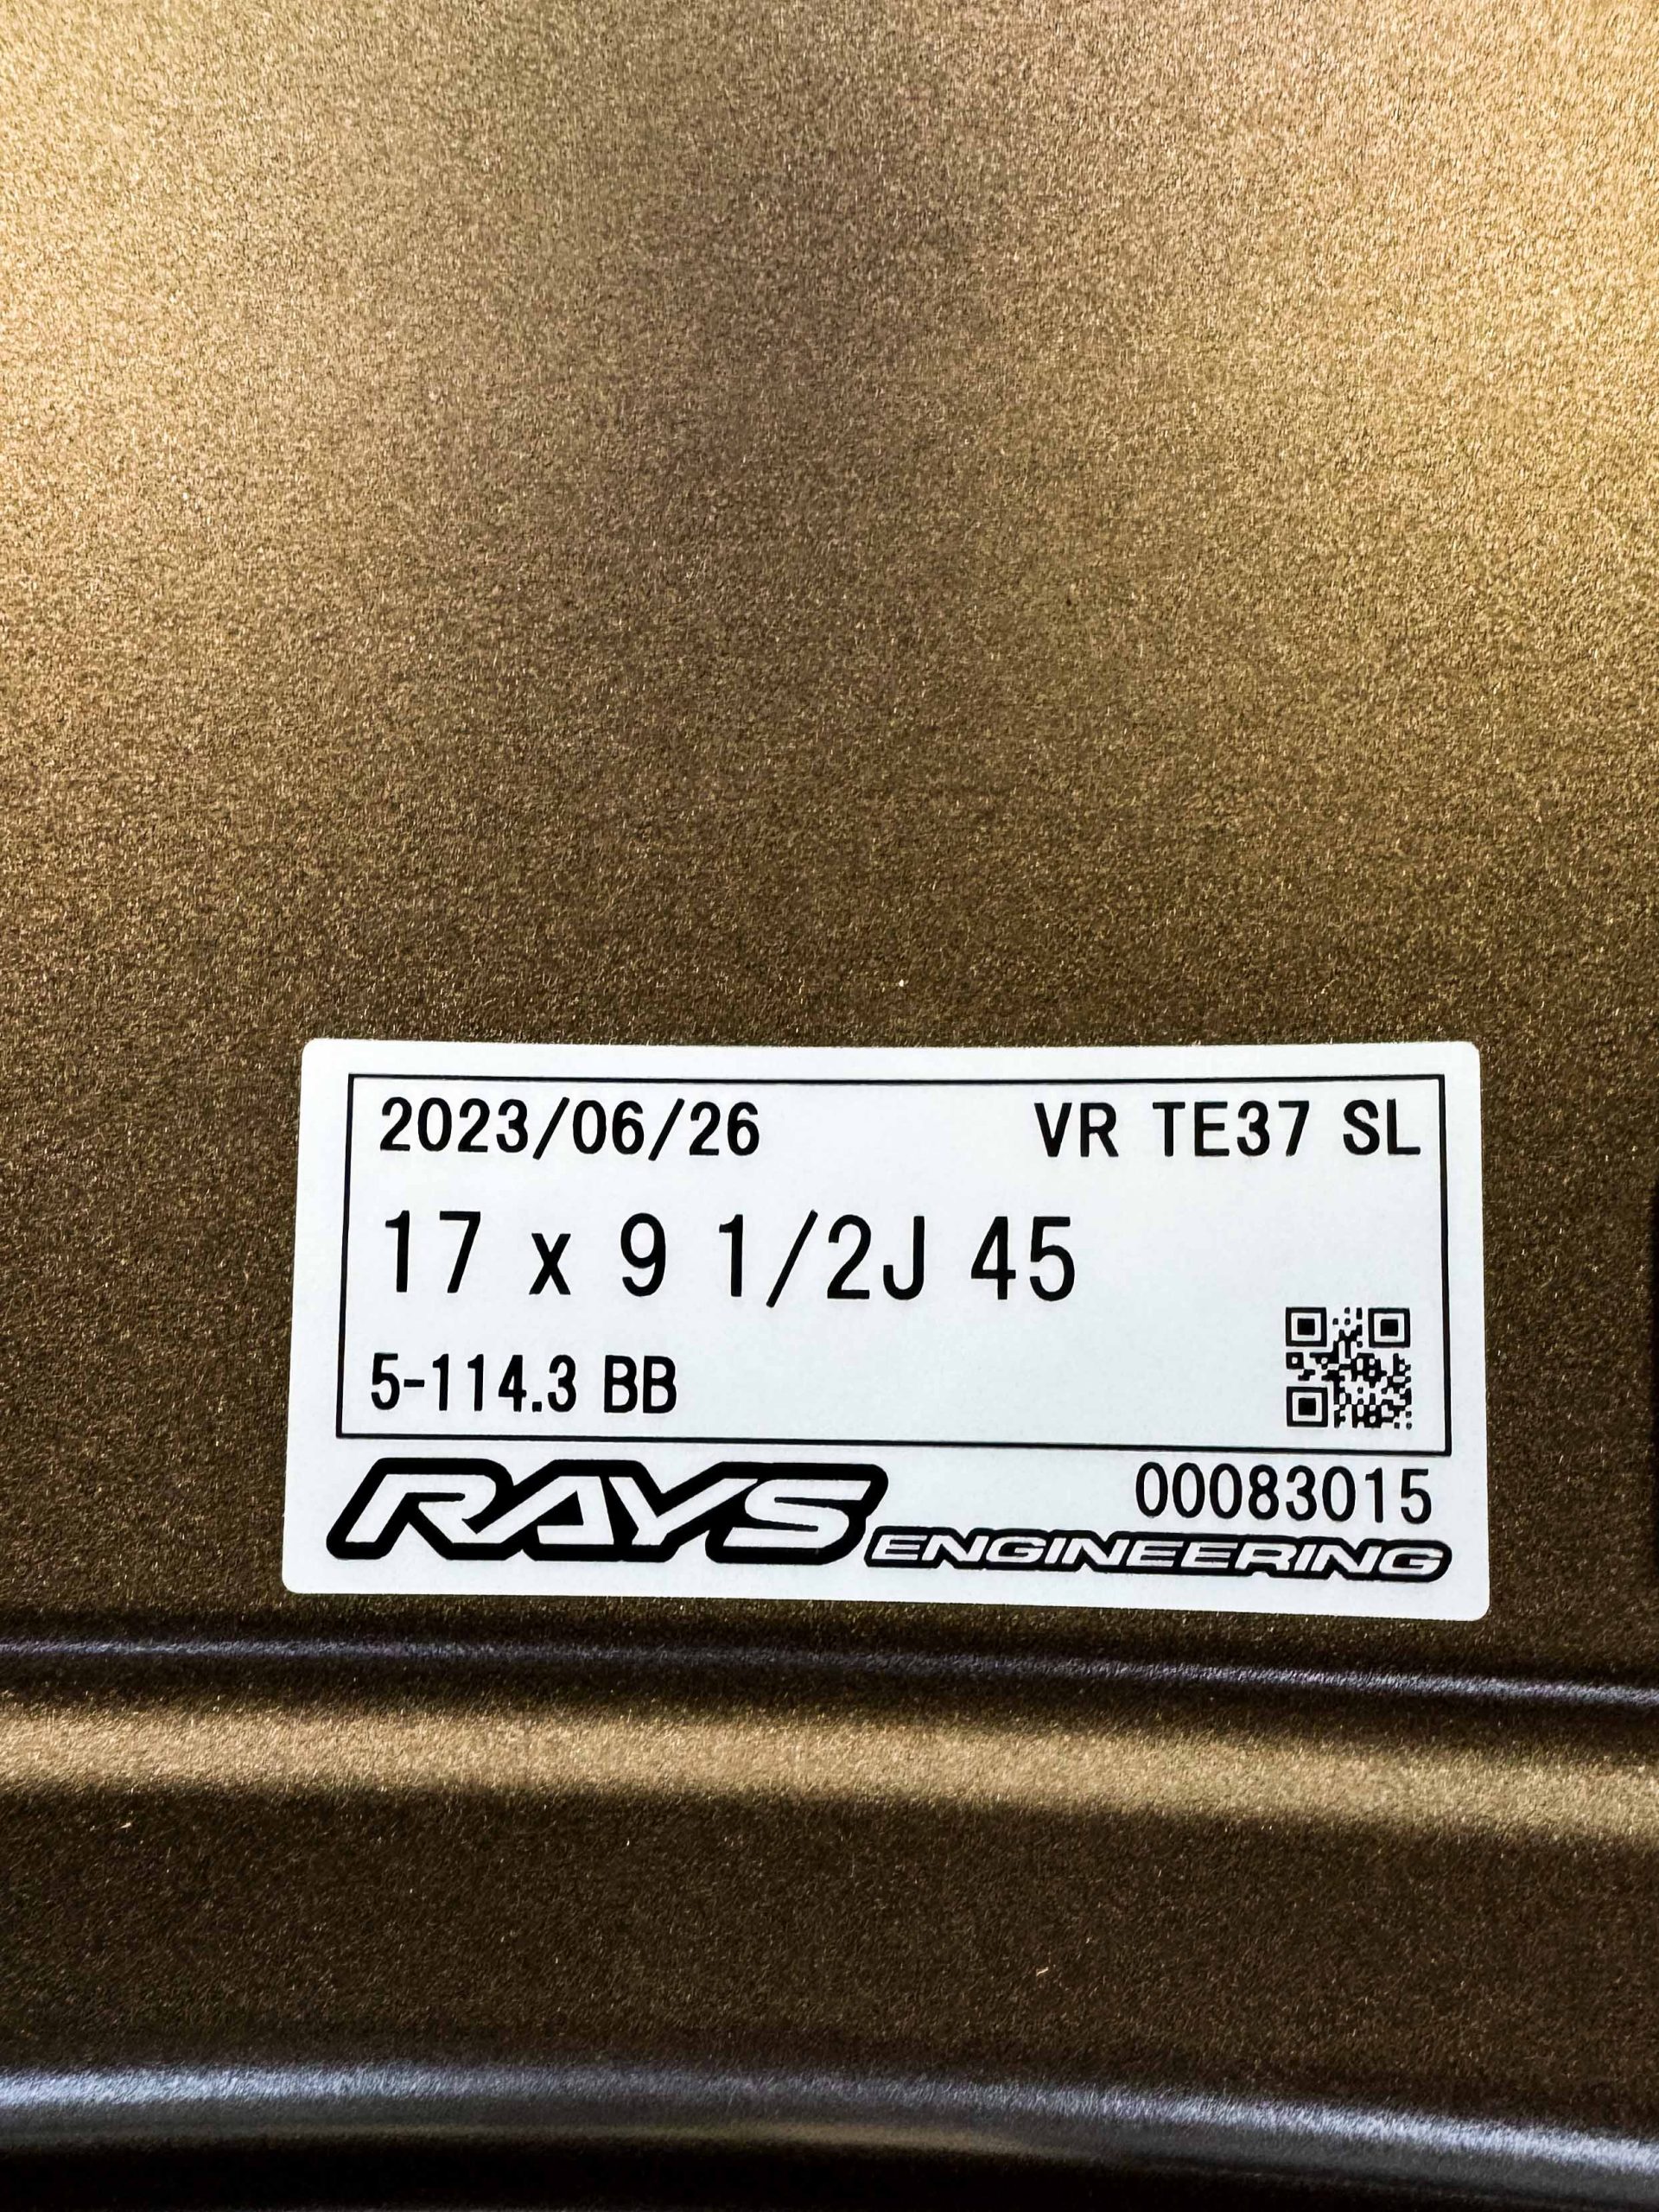 2023/06/26 VR TE37 SL
17 x 9 1/2J 45
5-114.3 BB
00083015
RAYS ENGINEERING